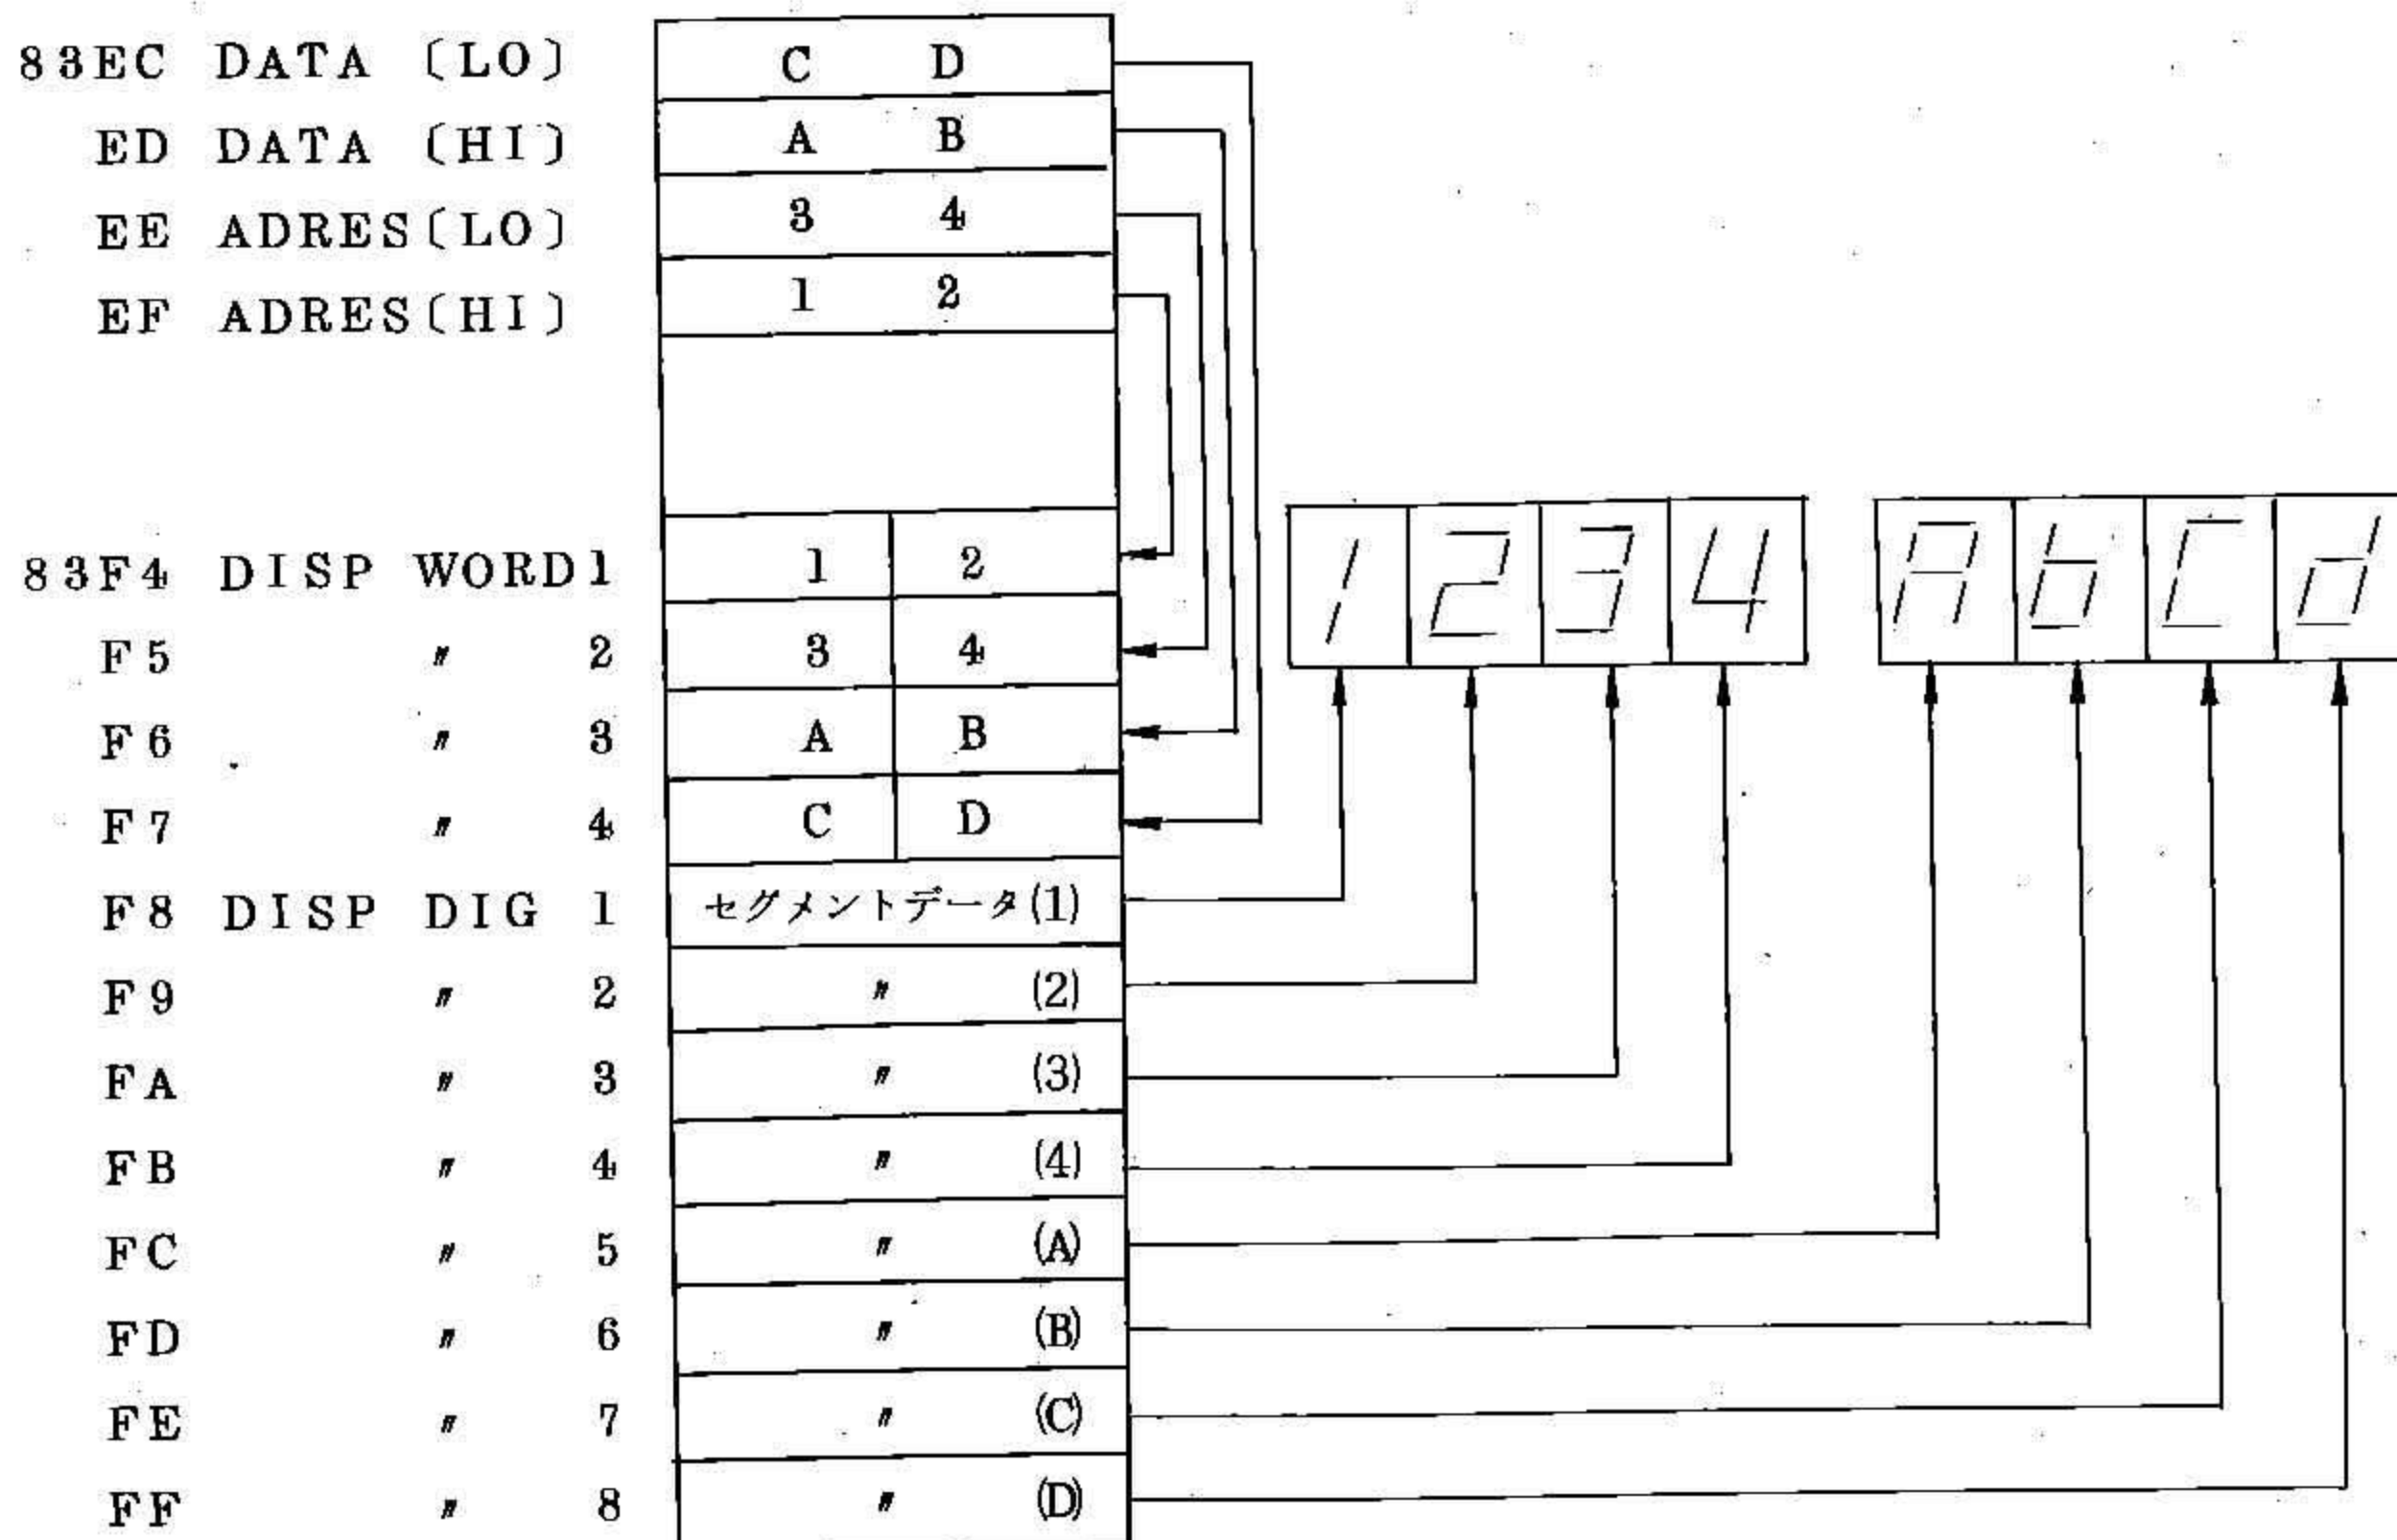 83EC DATA 〔LO〕 C D
ED DATA 〔HI〕 A B
EE ADRES〔LO〕 3 4
EF ADRES〔HI〕 1 2
1 2 3 4 A b C d
83F4 DISP WORD1 1 2
F5 〃 2 3 4
F6 〃 3 A B
F7 〃 4 C D
F8 DISP DIG 1 セグメントデータ(1)
F9 〃 2 〃 (2)
FA 〃 3 〃 (3)
FB 〃 4 〃 (4)
FC 〃 5 〃 (A)
FD 〃 6 〃 (B)
FE 〃 7 〃 (C)
FF 〃 8 〃 (D)